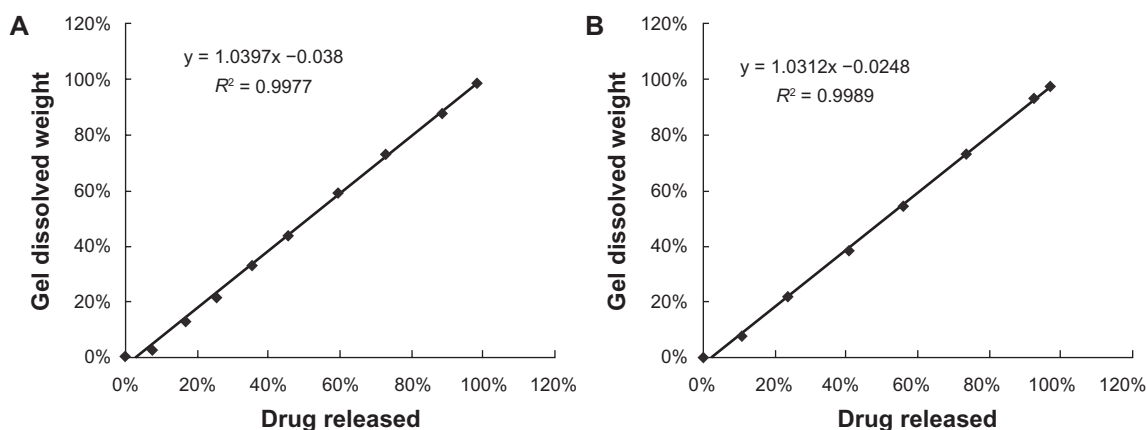 A
y = 1.0397x −0.038
R² = 0.9977
Gel dissolved weight
120%
100%
80%
60%
40%
20%
0%
0% 20% 40% 60% 80% 100% 120%
Drug released
B
y = 1.0312x −0.0248
R² = 0.9989
Gel dissolved weight
120%
100%
80%
60%
40%
20%
0%
0% 20% 40% 60% 80% 100% 120%
Drug released